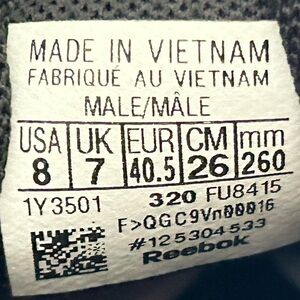 MADE IN VIETNAM
FABRIQUÉ AU VIETNAM
MALE/MÂLE
USA UK EUR CM mm
8 7 40.5 26 260
1Y3501 320 FU8415
F>QGC9Vn00016
#125304533
Reebok